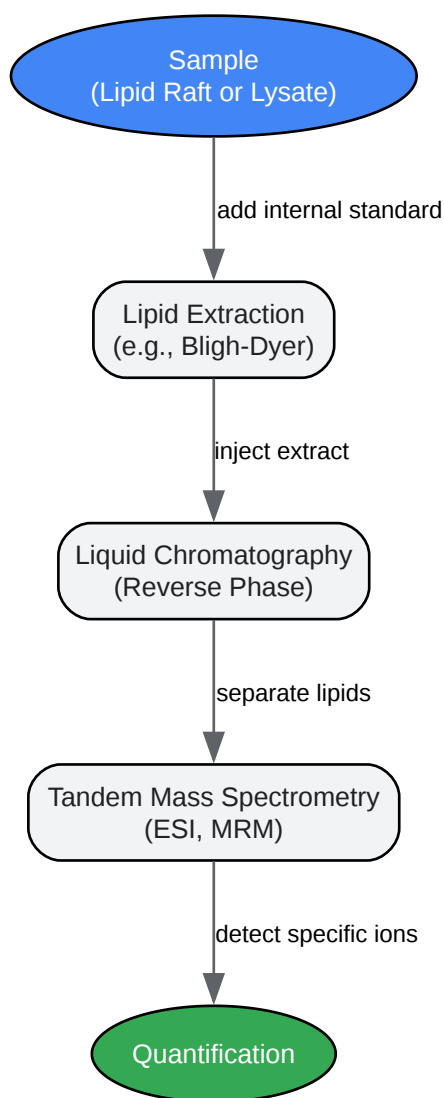 Sample
(Lipid Raft or Lysate)
add internal standard
Lipid Extraction
(e.g., Bligh-Dyer)
inject extract
Liquid Chromatography
(Reverse Phase)
separate lipids
Tandem Mass Spectrometry
(ESI, MRM)
detect specific ions
Quantification